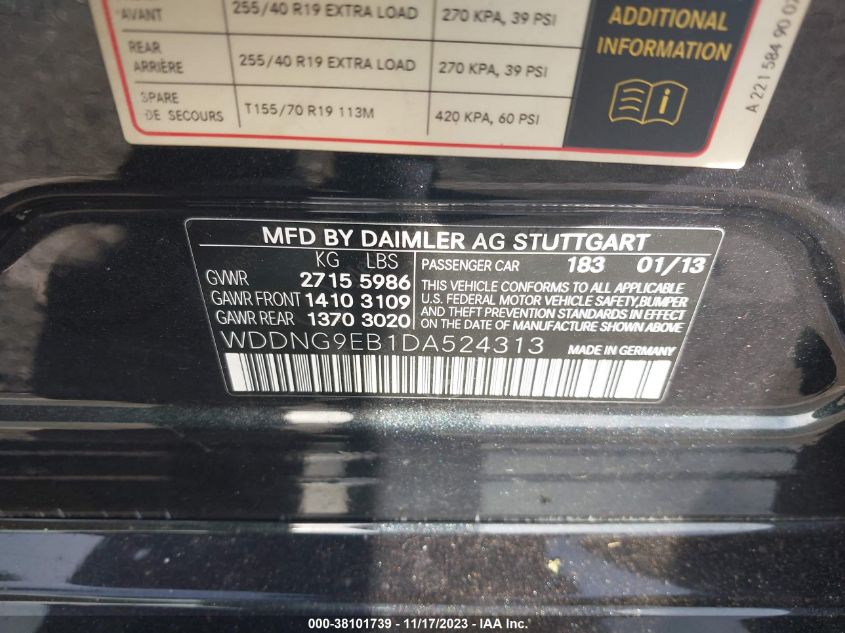 AVANT 255/40 R19 EXTRA LOAD 270 KPA, 39 PSI
ADDITIONAL
INFORMATION
REAR
ARRIÈRE 255/40 R19 EXTRA LOAD 270 KPA, 39 PSI
SPARE
DE SECOURS T155/70 R19 113M 420 KPA, 60 PSI
A 221 584 90
MFD BY DAIMLER AG STUTTGART
KG LBS
GVWR 2715 5986
GAWR FRONT 1410 3109
GAWR REAR 1370 3020
PASSENGER CAR 183 01/13
THIS VEHICLE CONFORMS TO ALL APPLICABLE
U.S. FEDERAL MOTOR VEHICLE SAFETY,BUMPER
AND THEFT PREVENTION STANDARDS IN EFFECT
ON THE DATE OF MANUFACTURE SHOWN ABOVE
WDDNG9EB1DA524313 MADE IN GERMANY
000-38101739 - 11/17/2023 - IAA Inc.